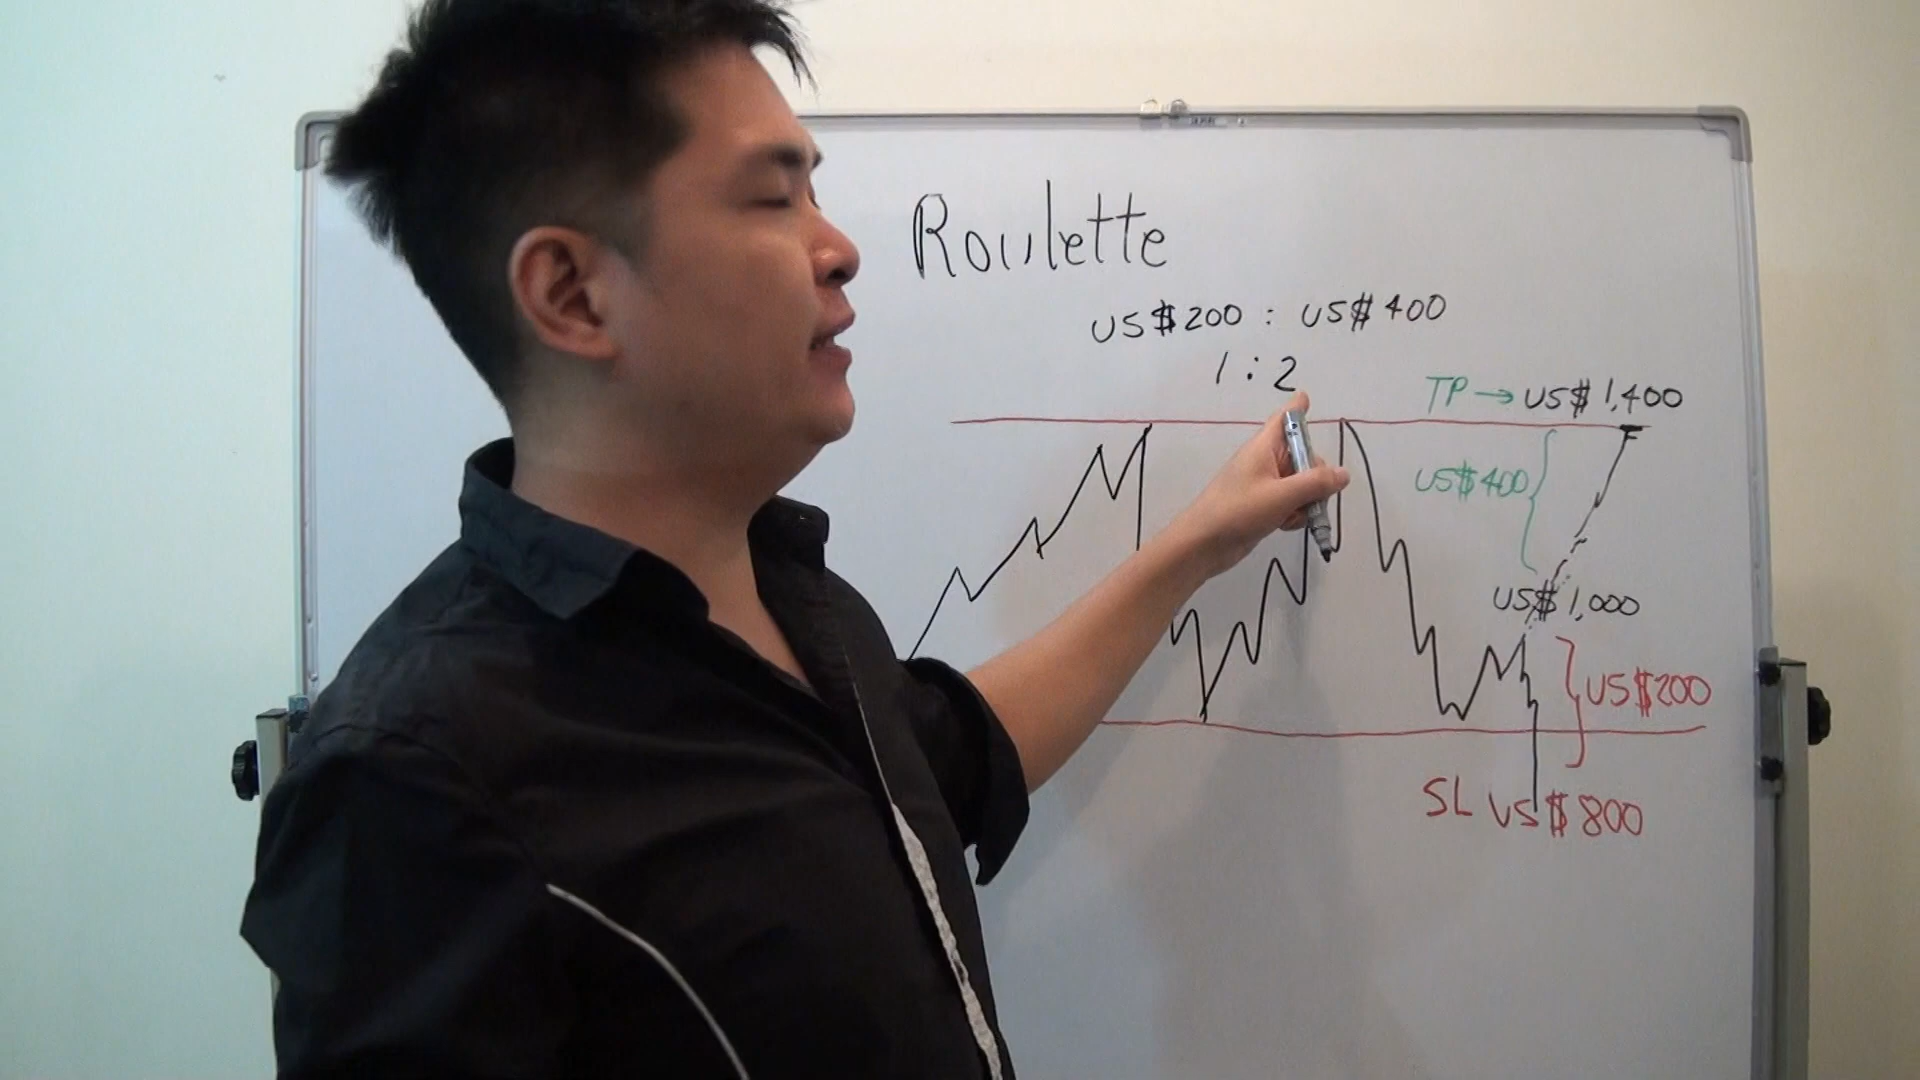 Roulette
US$200 : US$400
1 : 2
TP → US$ 1,400
US$400
US$ 1,000
US$200
SL US$800